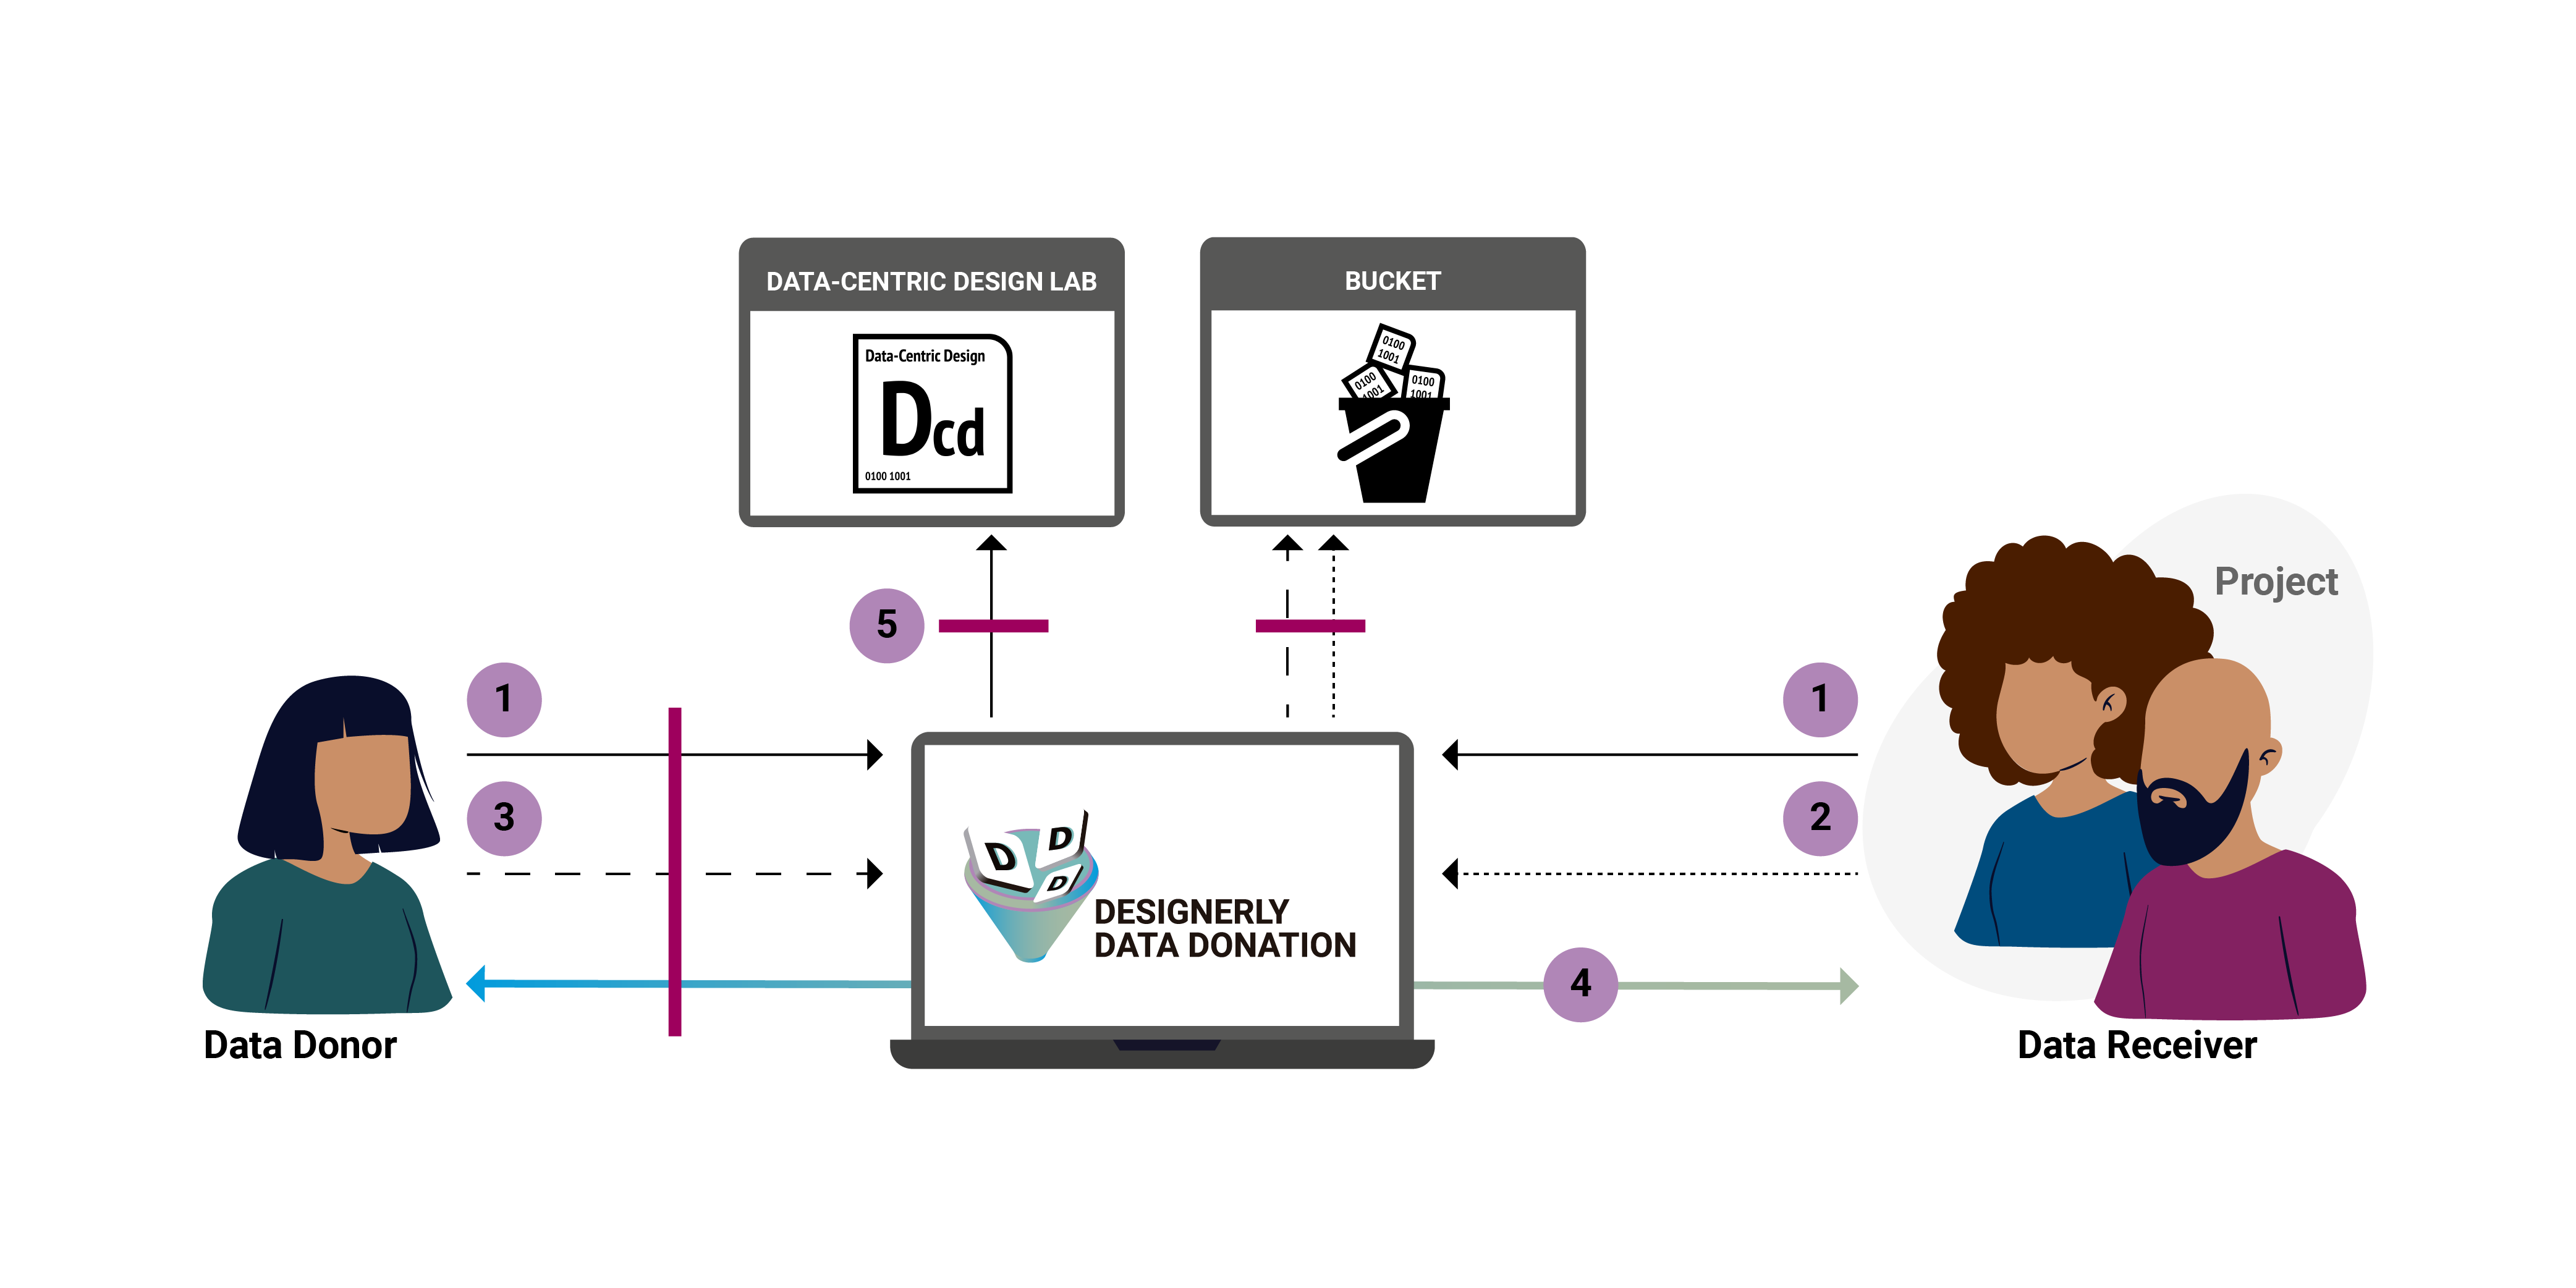 DATA-CENTRIC DESIGN LAB
Data-Centric Design
Dcd
0100 1001
BUCKET
0100
1001
0100
1001
0100
1001
Project
5
1
1
3
2
D
D
D
DESIGNERLY
DATA DONATION
4
Data Donor
Data Receiver